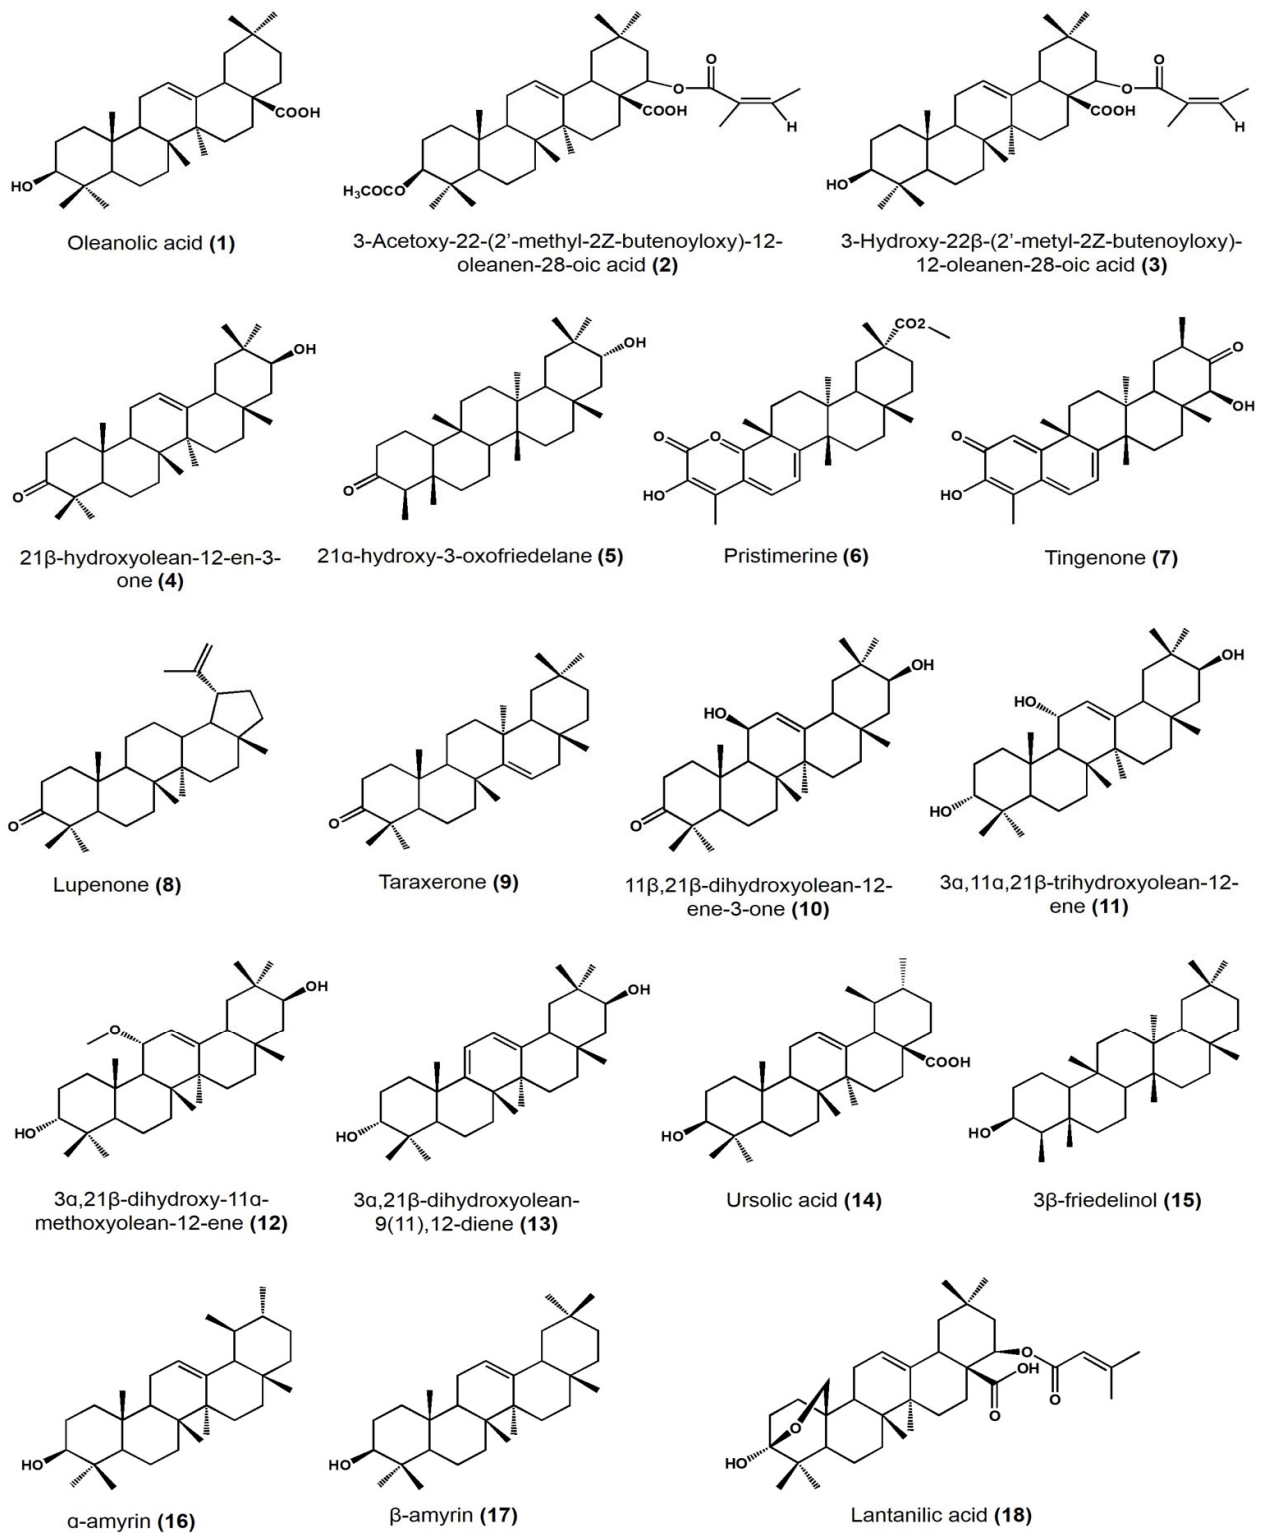 HO
COOH
Oleanolic acid (1)
H₃COCO
COOH
O
O
H
3-Acetoxy-22-(2’-methyl-2Z-butenoyloxy)-12-
oleanen-28-oic acid (2)
HO
COOH
O
O
H
3-Hydroxy-22β-(2’-metyl-2Z-butenoyloxy)-
12-oleanen-28-oic acid (3)
O
OH
21β-hydroxyolean-12-en-3-
one (4)
O
OH
21α-hydroxy-3-oxofriedelane (5)
O
O
HO
CO2
Pristimerine (6)
O
HO
O
OH
Tingenone (7)
O
Lupenone (8)
O
Taraxerone (9)
O
HO
OH
11β,21β-dihydroxyolean-12-
ene-3-one (10)
HO
HO
OH
3α,11α,21β-trihydroxyolean-12-
ene (11)
O
HO
OH
3α,21β-dihydroxy-11α-
methoxyolean-12-ene (12)
HO
OH
3α,21β-dihydroxyolean-
9(11),12-diene (13)
HO
COOH
Ursolic acid (14)
HO
3β-friedelinol (15)
HO
α-amyrin (16)
HO
β-amyrin (17)
HO
O
O
OH
O
O
Lantanilic acid (18)